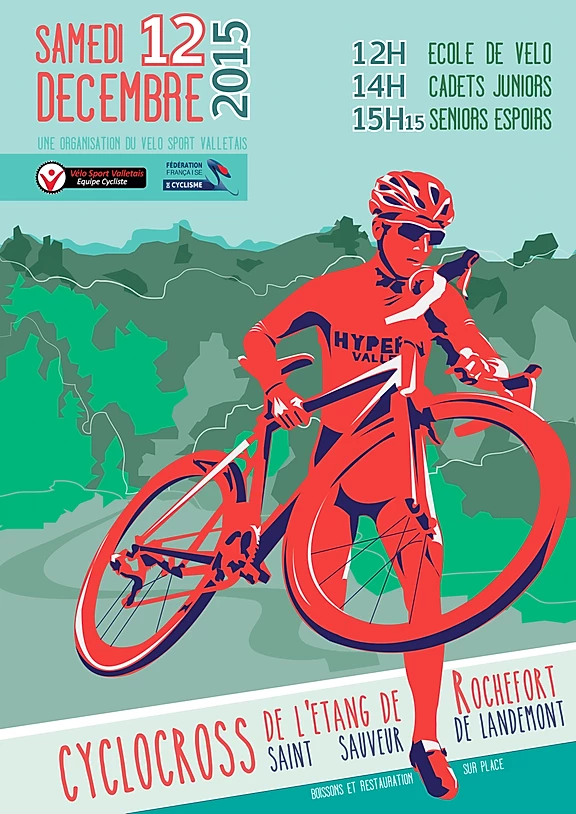 SAMEDI 12
DECEMBRE 2015
12H ECOLE DE VELO
14H CADETS JUNIORS
15H15 SENIORS ESPOIRS
UNE ORGANISATION DU VELO SPORT VALLETAIS
Vélo Sport Valletais
Equipe Cycliste
FÉDÉRATION
FRANÇAISE
DE CYCLISME
HYPER
VALLE
CYCLOCROSS DE L'ETANG DE
SAINT SAUVEUR
ROCHEFORT
DE LANDEMONT
BOISSONS ET RESTAURATION SUR PLACE